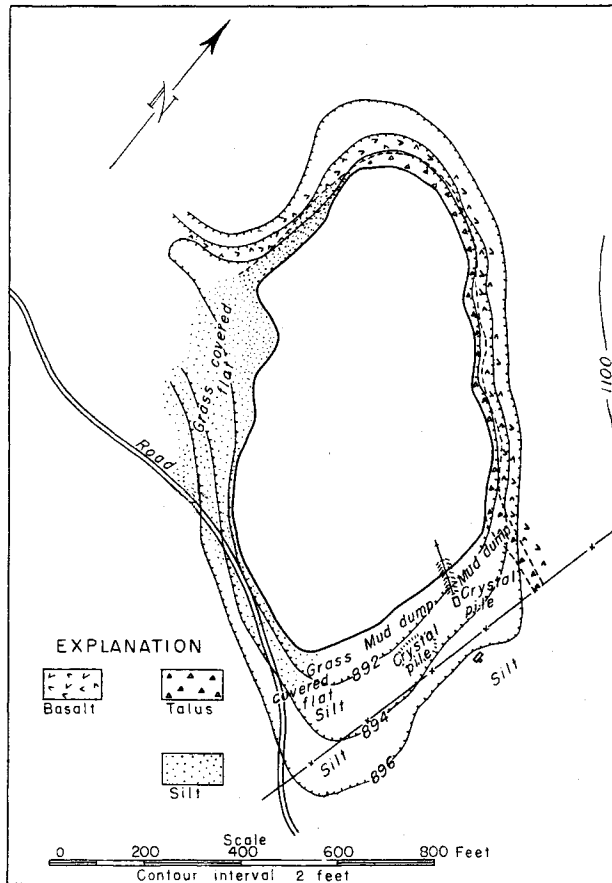 N
1100
Grass covered
flat
Road
Mud dump
Crystal
Pile
Mud dump
Grass
covered
flat
892
Crystal
Pile
Silt
894
Silt
Silt
896
EXPLANATION
Basalt
Talus
Silt
Scale
0 200 400 600 800 Feet
Contour interval 2 feet